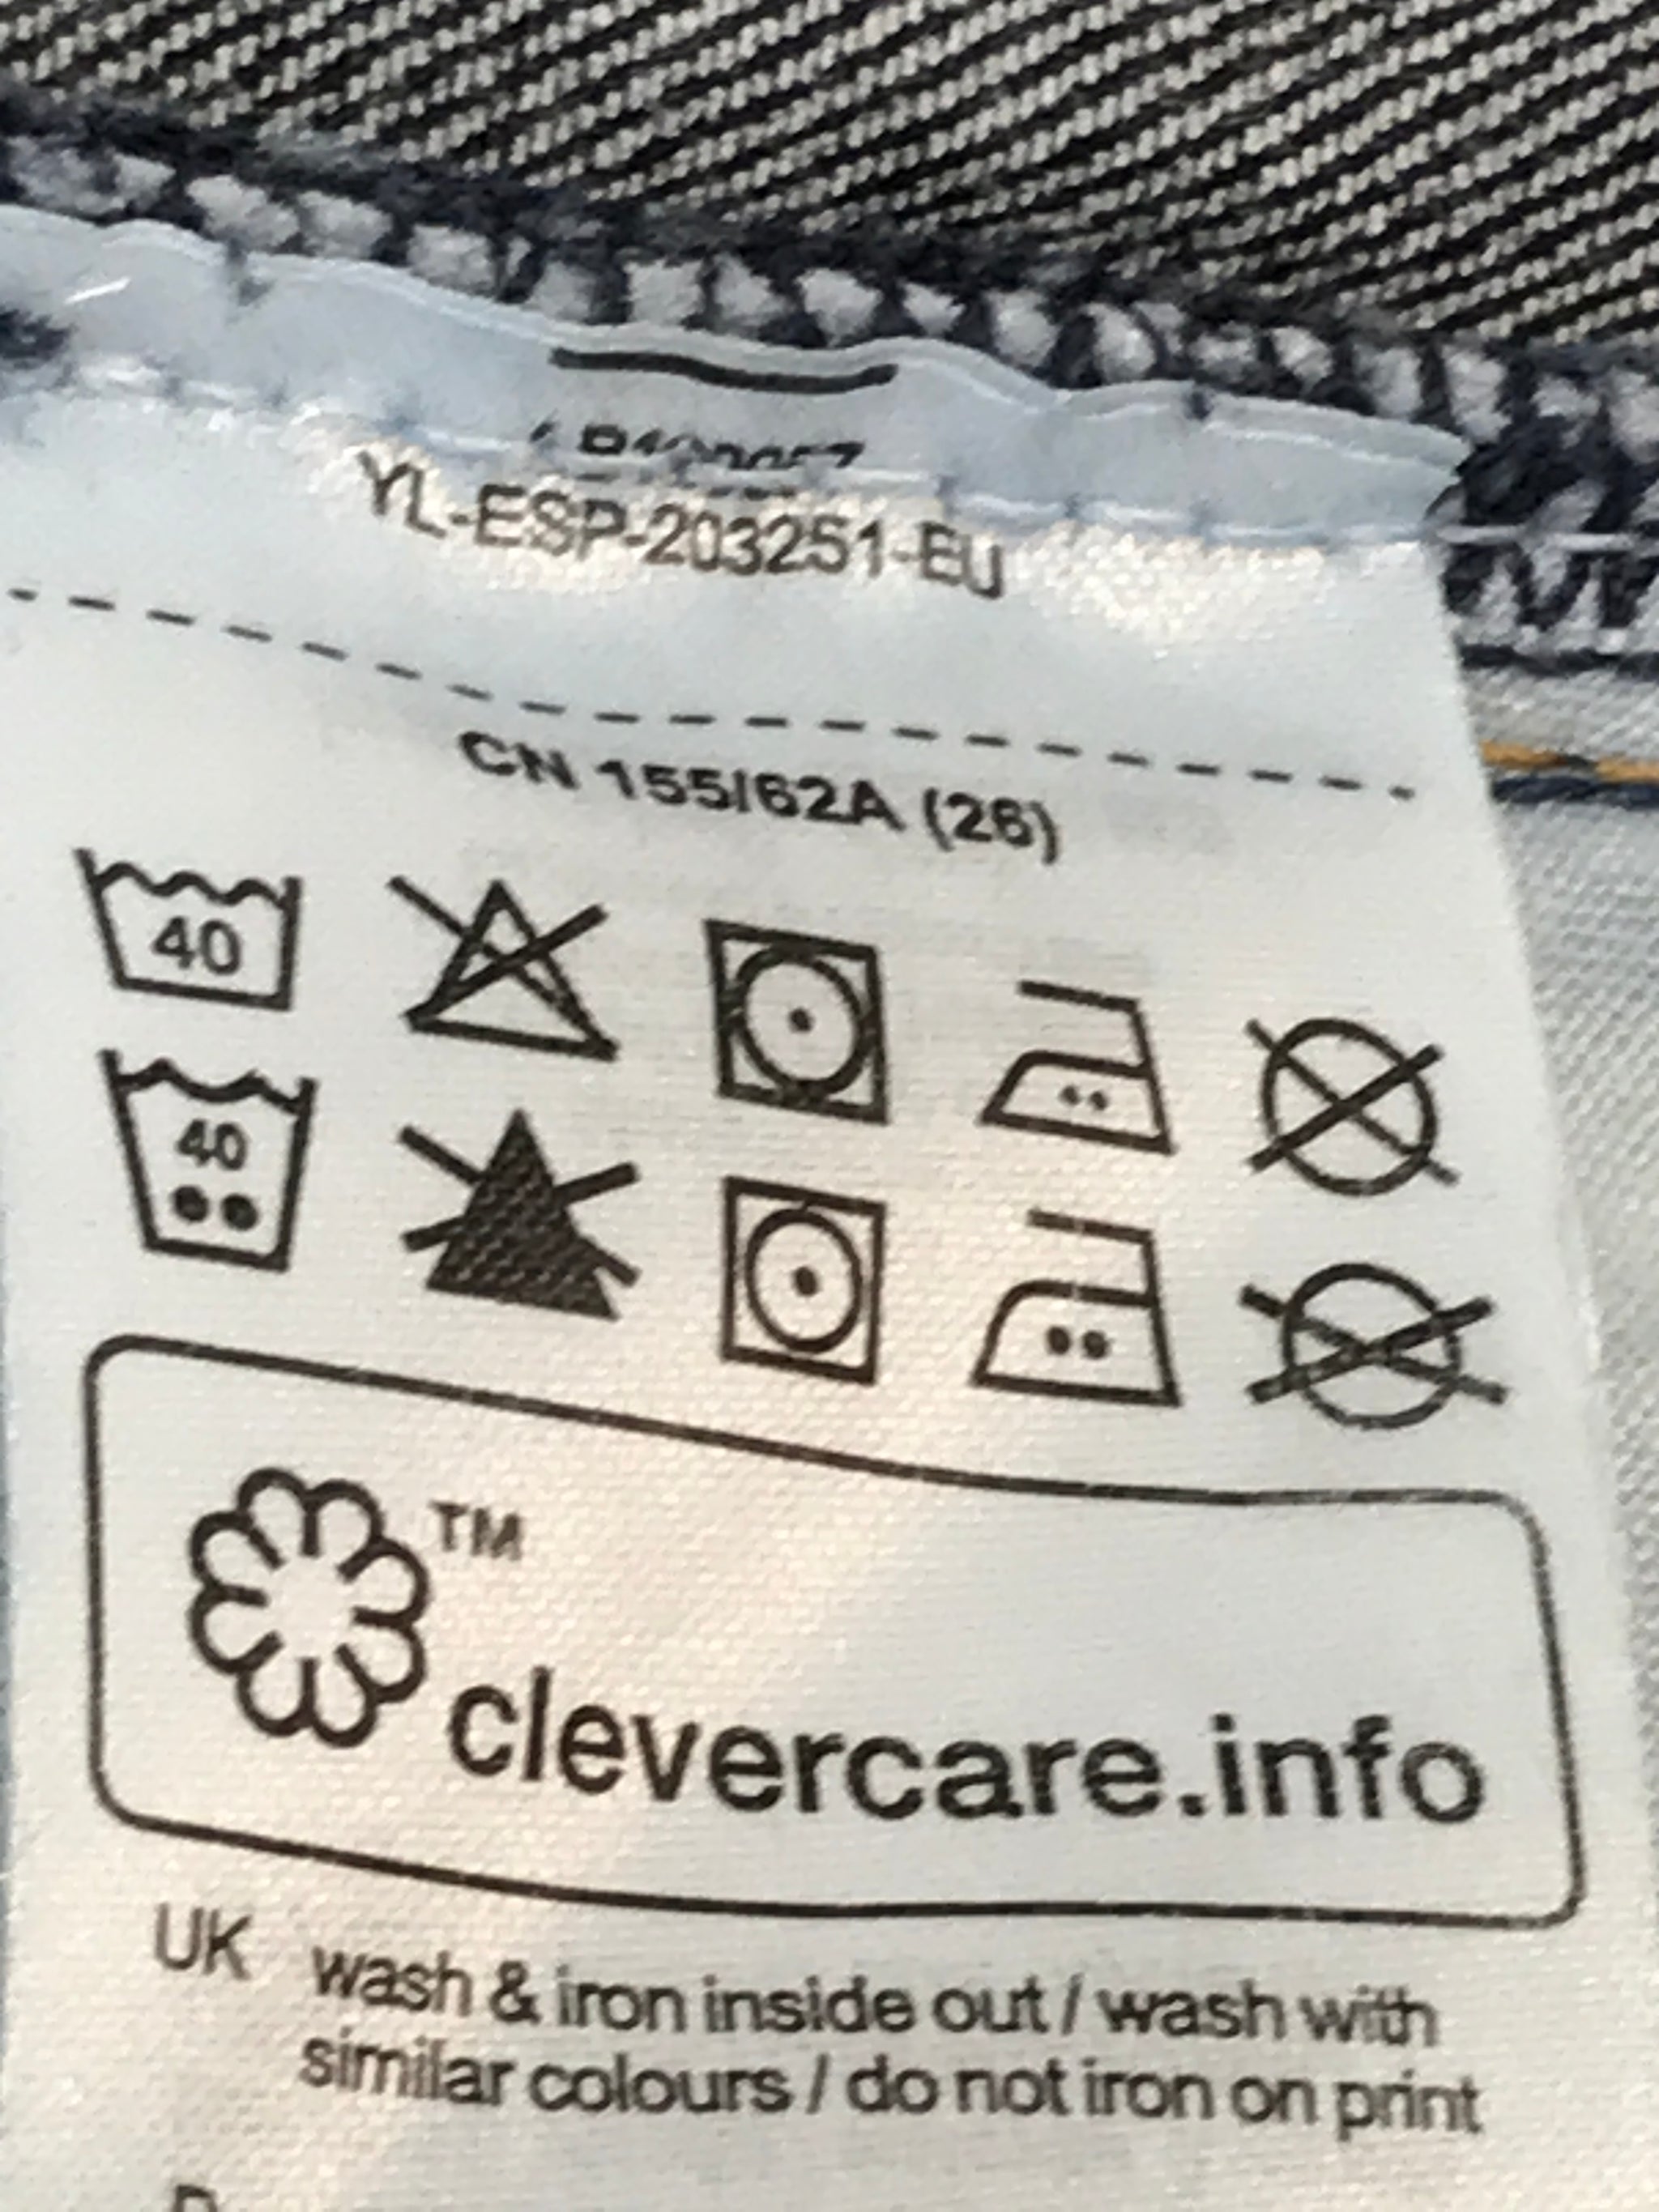 YL-ESP-203251-EU
CN 155/62A (26)
40
40
TM
clevercare.info
UK wash & iron inside out / wash with
similar colours / do not iron on print